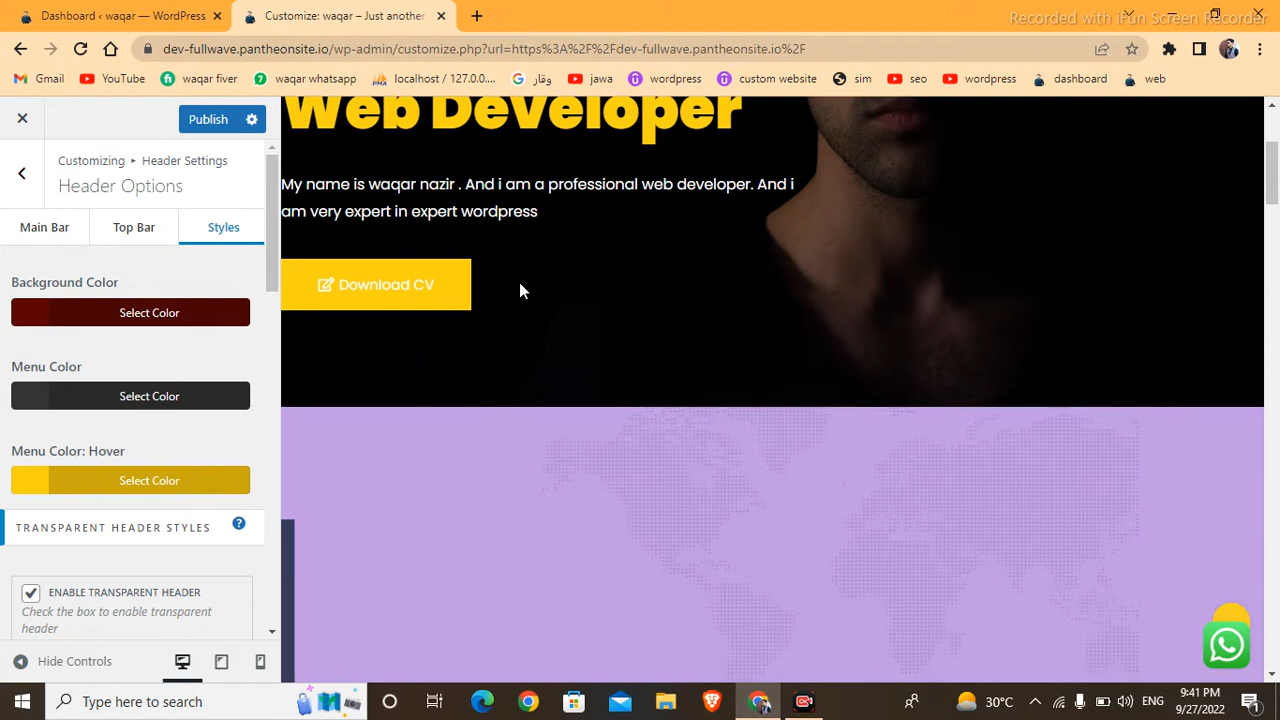 Dashboard ‹ waqar — WordPress
Customize: waqar – Just another
Recorded with iFun Screen Recorder
dev-fullwave.pantheonsite.io/wp-admin/customize.php?url=https%3A%2F%2Fdev-fullwave.pantheonsite.io%2F
Gmail YouTube waqar fiver waqar whatsapp localhost / 127.0.0.... وقار jawa wordpress custom website sim seo wordpress dashboard web
Publish
Customizing ▸ Header Settings
Header Options
Main Bar Top Bar Styles
Background Color
Select Color
Menu Color
Select Color
Menu Color: Hover
Select Color
TRANSPARENT HEADER STYLES ?
ENABLE TRANSPARENT HEADER
Check the box to enable transparent
header
Hide Controls
Web Developer
My name is waqar nazir . And i am a professional web developer. And i
am very expert in expert wordpress
Download CV
Type here to search
30°C
ENG
9:41 PM
9/27/2022
1